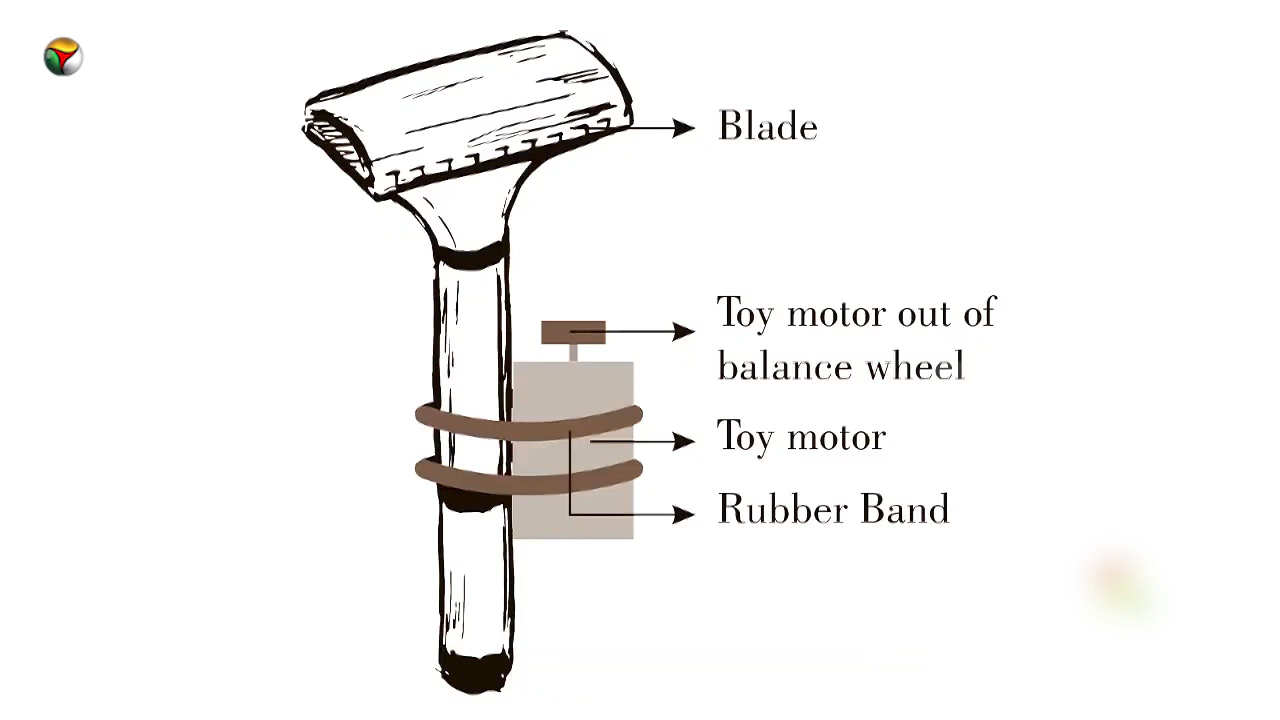 Blade
Toy motor out of
balance wheel
Toy motor
Rubber Band